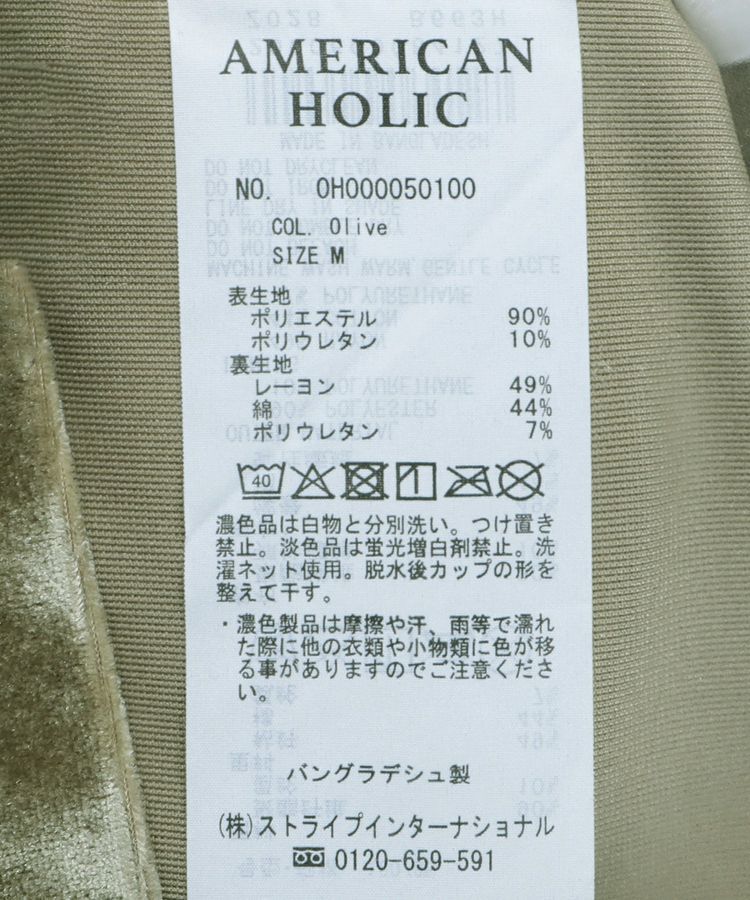 AMERICAN
HOLIC
NO. OH000050100
COL. Olive
SIZE M
表生地
ポリエステル 90%
ポリウレタン 10%
裏生地
レーヨン 49%
綿 44%
ポリウレタン 7%
40
濃色品は白物と分別洗い。つけ置き
禁止。淡色品は蛍光増白剤禁止。洗
濯ネット使用。脱水後カップの形を
整えて干す。
・濃色製品は摩擦や汗、雨等で濡れ
た際に他の衣類や小物類に色が移
る事がありますのでご注意くださ
い。
バングラデシュ製
(株)ストライプインターナショナル
0120-659-591